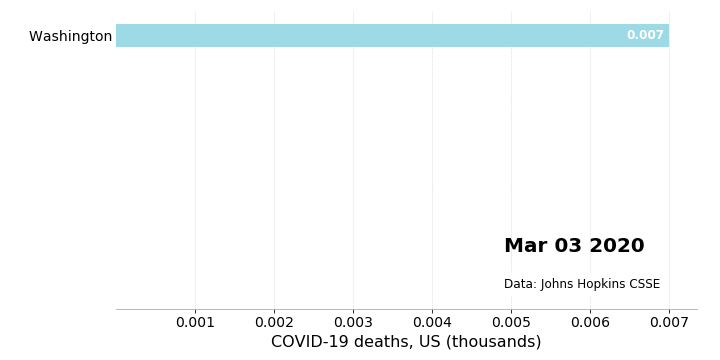 Washington 0.007
Mar 03 2020
Data: Johns Hopkins CSSE
0.001 0.002 0.003 0.004 0.005 0.006 0.007
COVID-19 deaths, US (thousands)